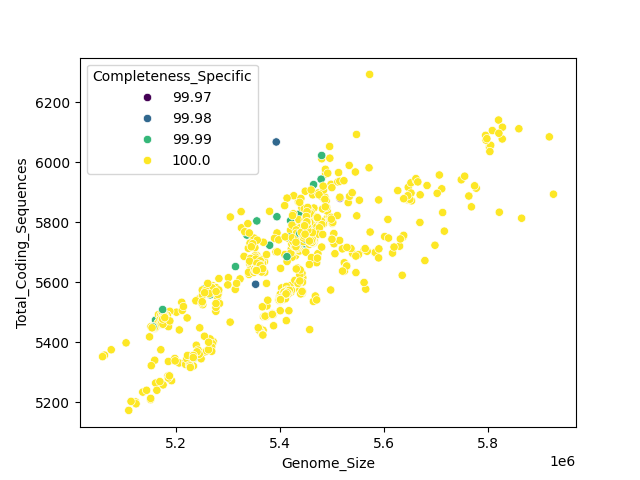 Completeness_Specific
99.97
99.98
99.99
100.0
Total_Coding_Sequences
6200
6000
5800
5600
5400
5200
5.2 5.4 5.6 5.8
1e6
Genome_Size